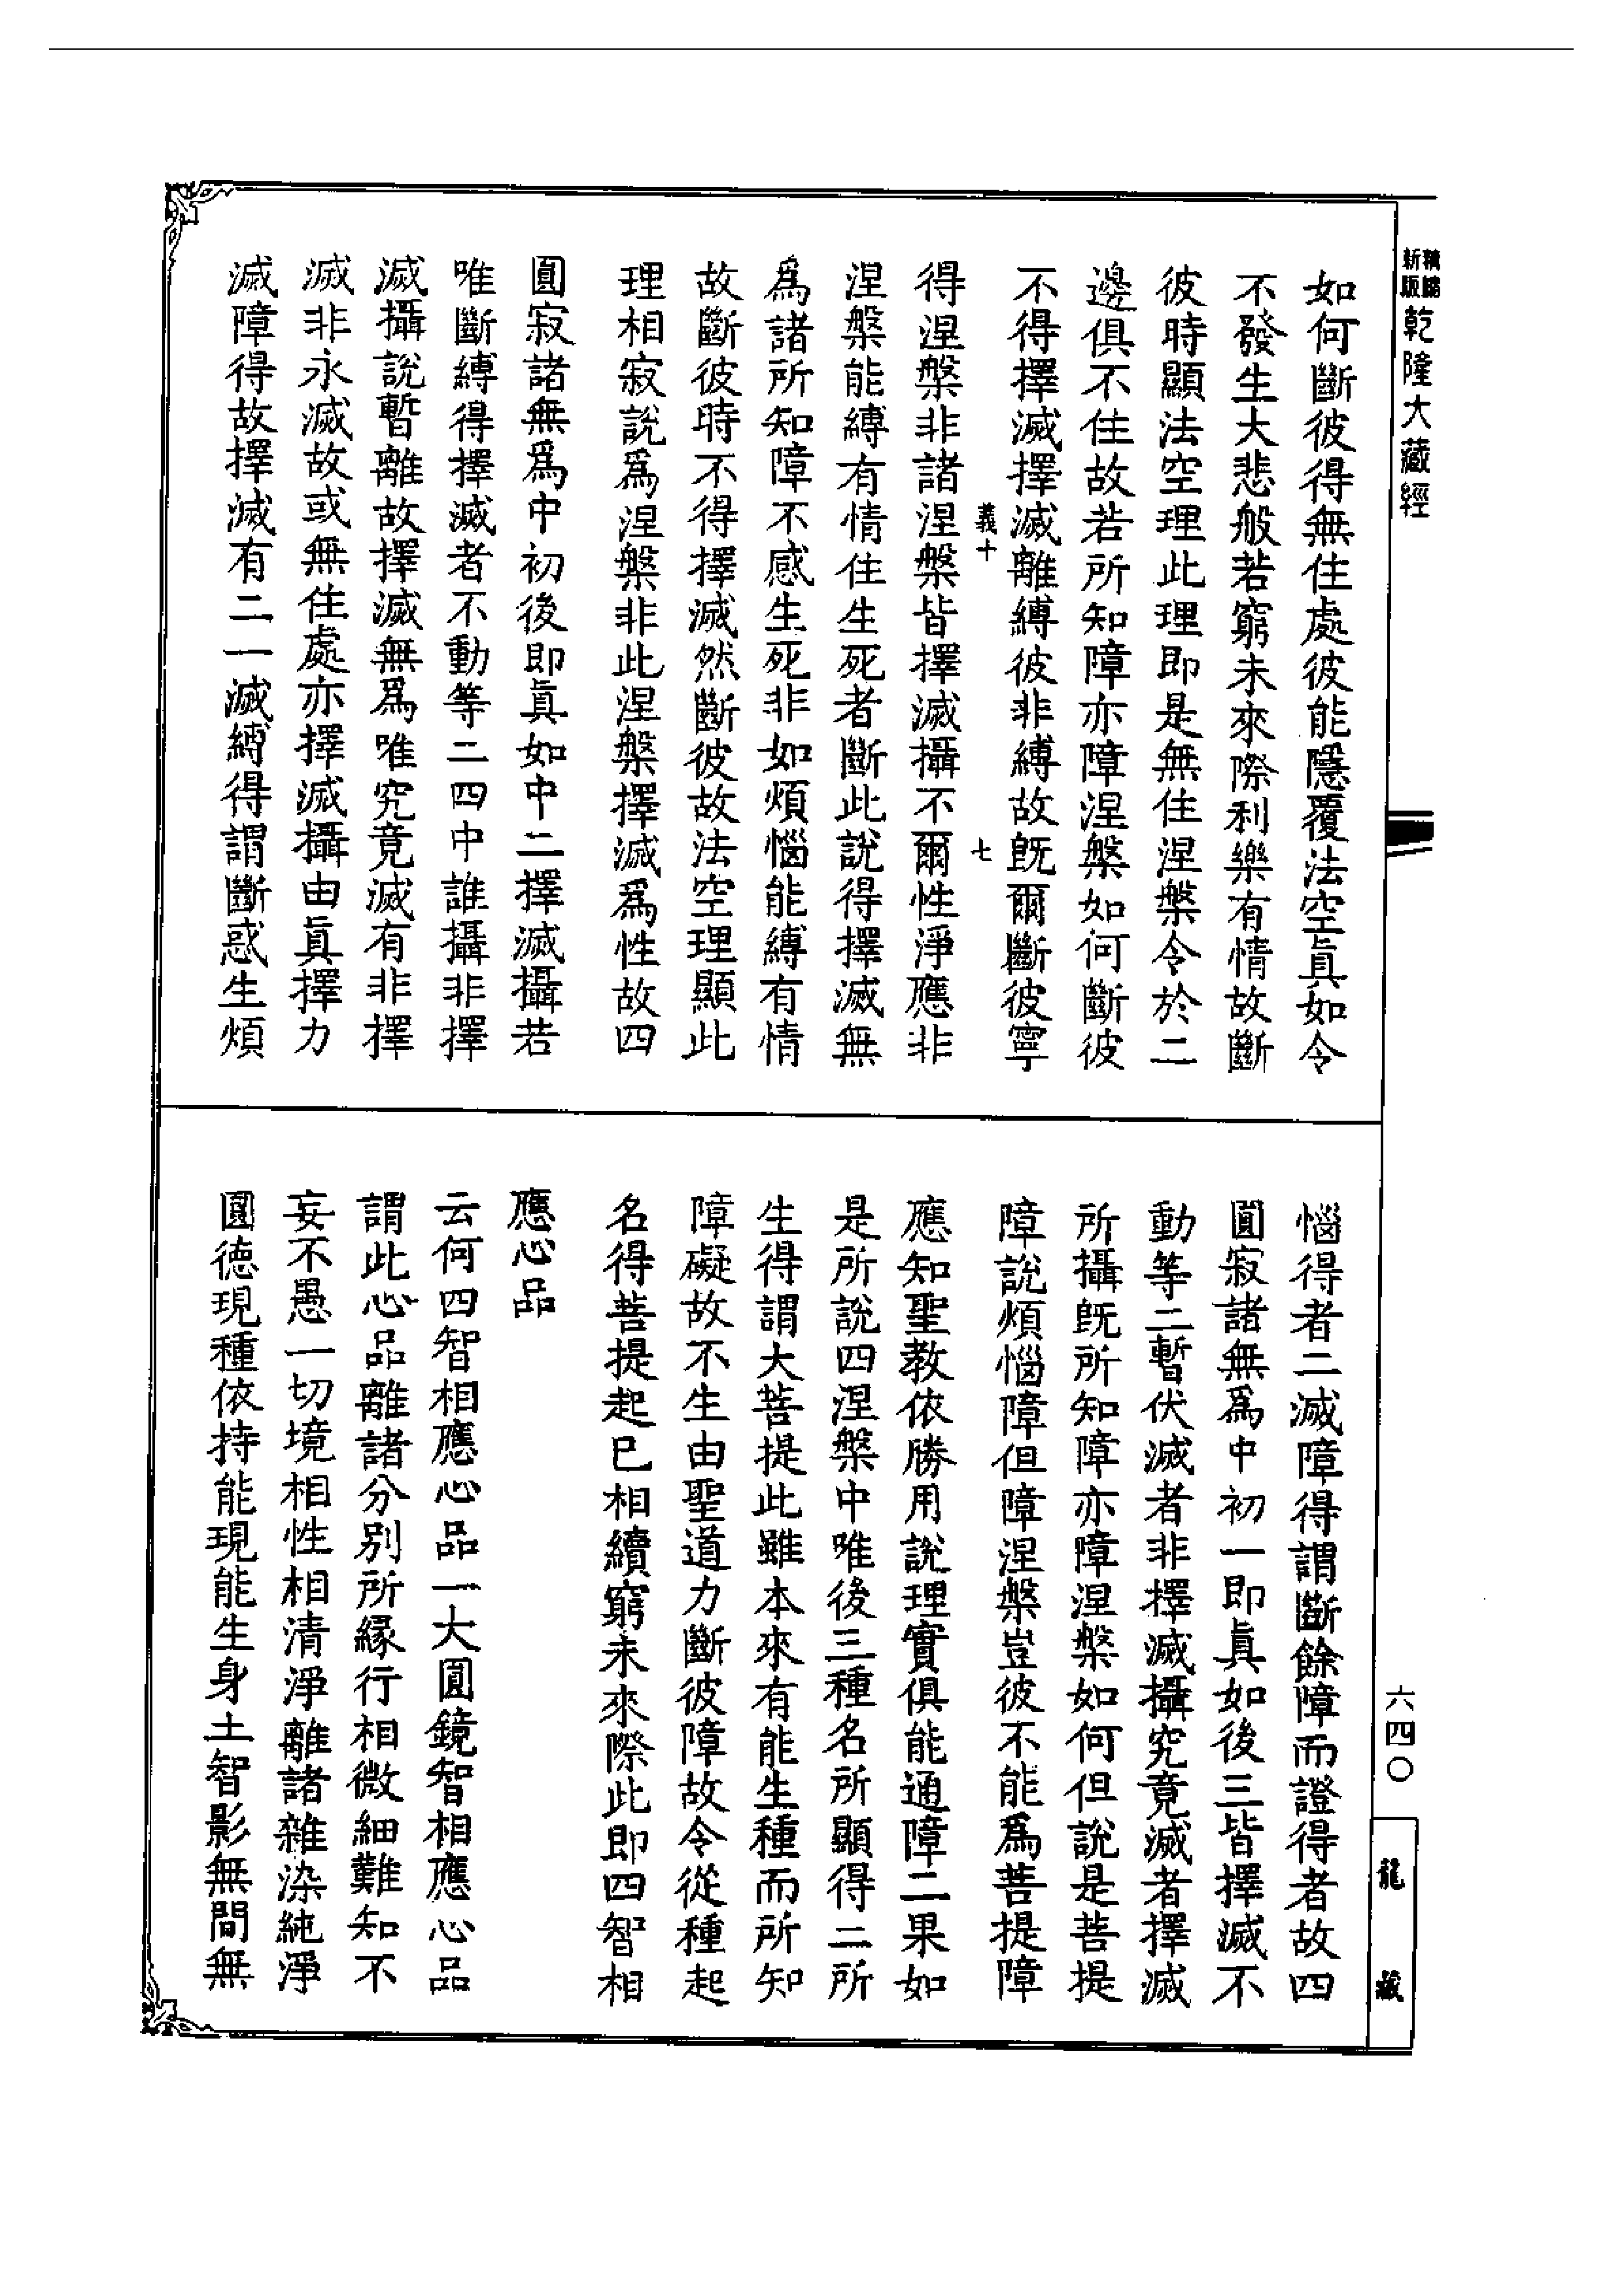 精縮新版乾隆大藏經
如何斷彼得無住處彼能隱覆法空眞如令
不發生大悲般若窮未來際利樂有情故斷
彼時顯法空理此理即是無住涅槃令於二
邊俱不住故若所知障亦障涅槃如何斷彼
不得擇滅擇滅離縛彼非縛故旣爾斷彼寧
義十 七
得涅槃非諸涅槃皆擇滅攝不爾性淨應非
涅槃能縛有情住生死者斷此說得擇滅無
爲諸所知障不感生死非如煩惱能縛有情
故斷彼時不得擇滅然斷彼故法空理顯此
理相寂說爲涅槃非此涅槃擇滅爲性故四
圓寂諸無爲中初後即眞如中二擇滅攝若
唯斷縛得擇滅者不動等二四中誰攝非擇
滅攝說暫離故擇滅無爲唯究竟滅有非擇
滅非永滅故或無住處亦擇滅攝由眞擇力
滅障得故擇滅有二一滅縛得謂斷惑生煩
惱得者二滅障得謂斷餘障而證得者故四
圓寂諸無爲中初一即眞如後三皆擇滅不
動等二暫伏滅者非擇滅攝究竟滅者擇滅
所攝旣所知障亦障涅槃如何但說是菩提
障說煩惱障但障涅槃豈彼不能爲菩提障
應知聖教依勝用說理實俱能通障二果如
是所說四涅槃中唯後三種名所顯得二所
生得謂大菩提此雖本來有能生種而所知
障礙故不生由聖道力斷彼障故令從種起
名得菩提起已相續窮未來際此即四智相
應心品
云何四智相應心品一大圓鏡智相應心品
謂此心品離諸分別所緣行相微細難知不
妄不愚一切境相性相清淨離諸雜染純淨
圓德現種依持能現能生身土智影無間無
六四〇
龍藏